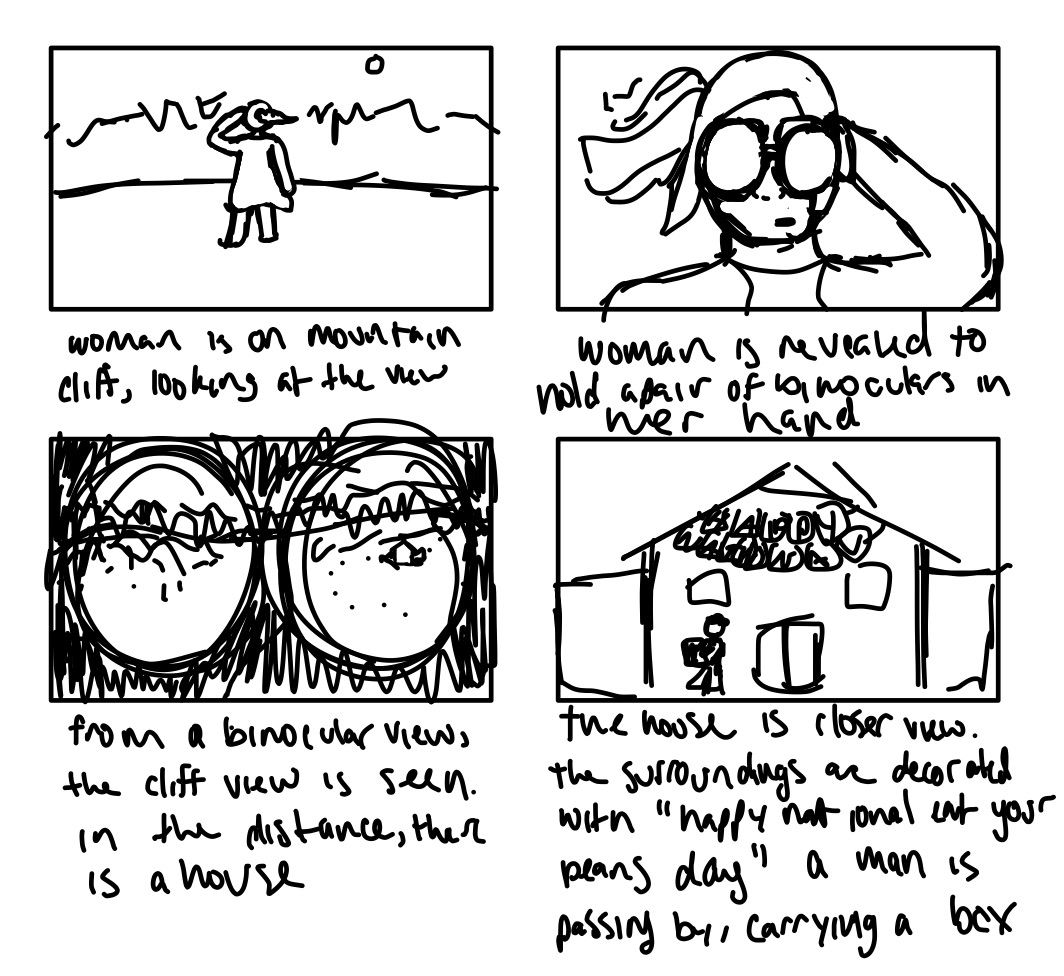 woman is on mountain
cliff, looking at the view
woman is revealed to
hold a pair of binoculars in
her hand
from a binocular view,
the cliff view is seen.
in the distance, there
is a house
the house is closer view.
the surroundings are decorated
with "happy national eat your
beans day" a man is
passing by, carrying a box